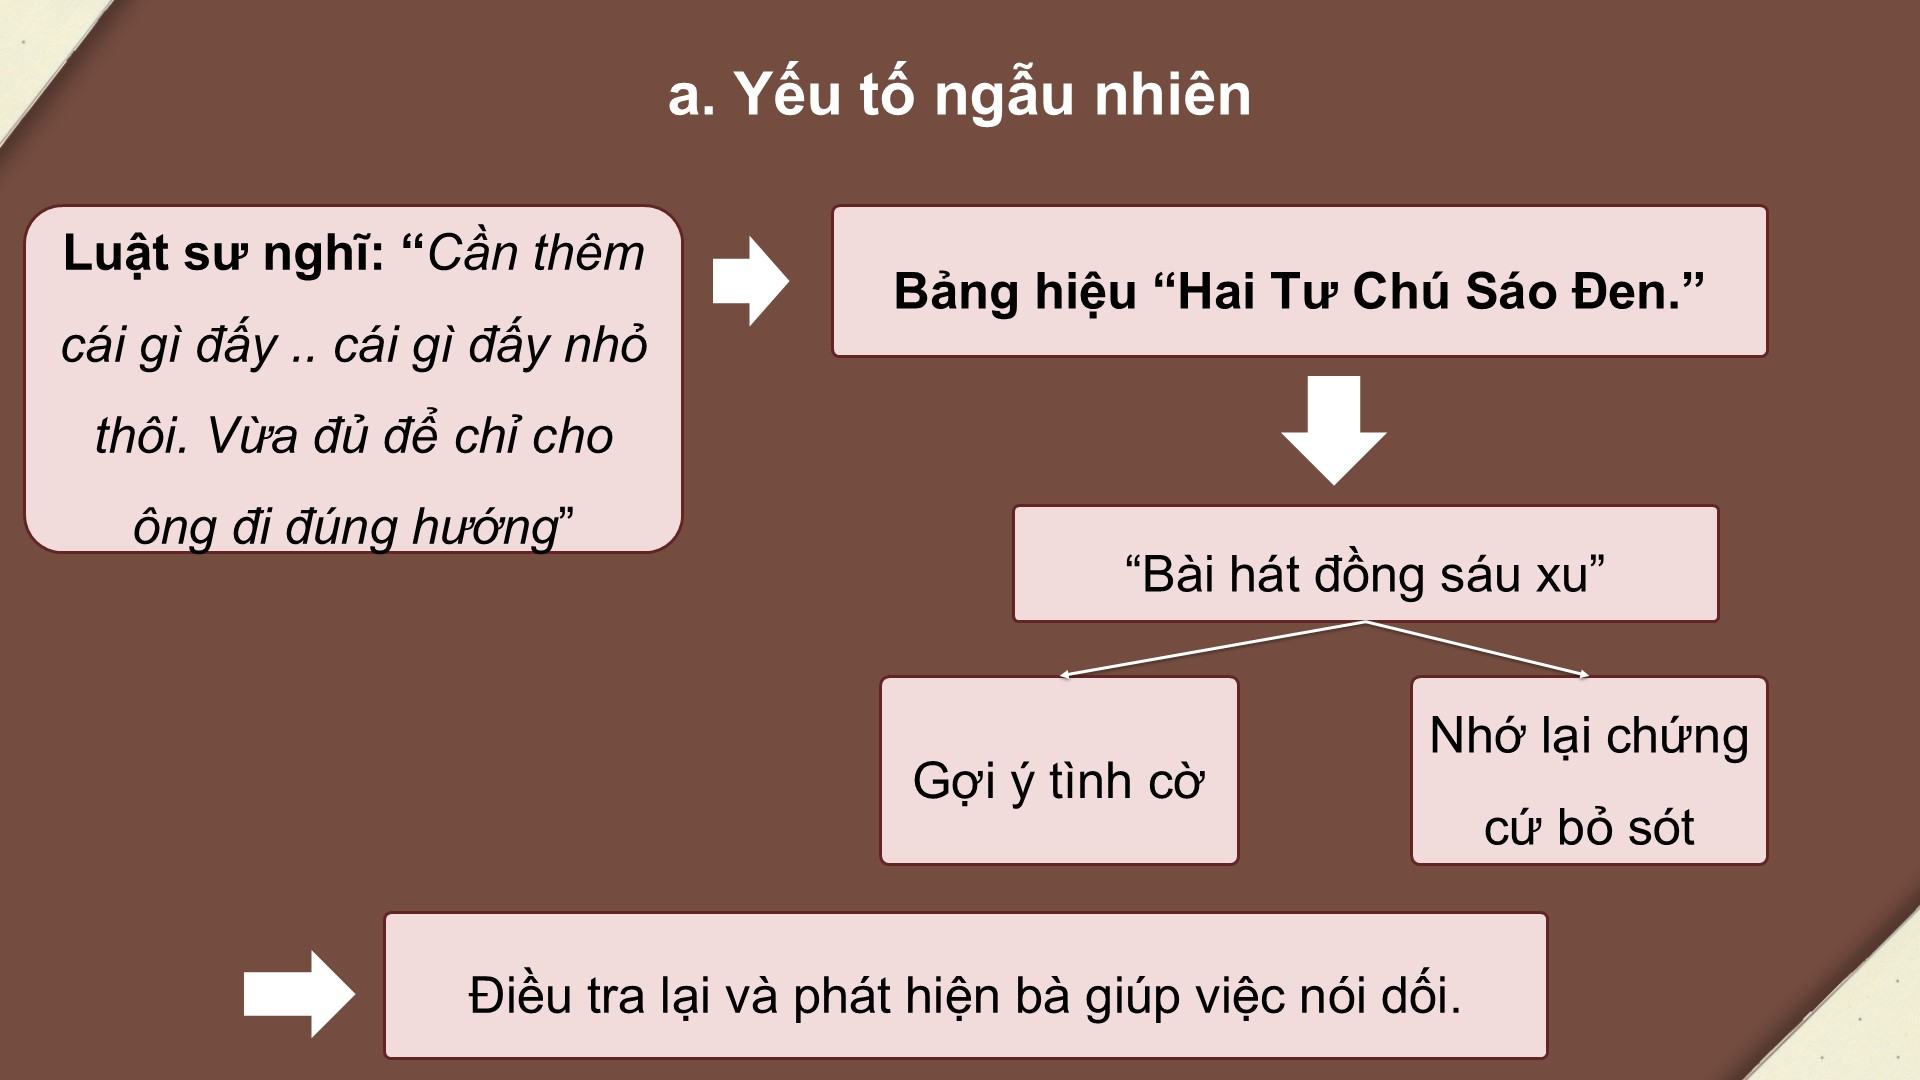 a. Yếu tố ngẫu nhiên
Luật sư nghĩ: “Cần thêm
cái gì đấy .. cái gì đấy nhỏ
thôi. Vừa đủ để chỉ cho
ông đi đúng hướng”
Bảng hiệu “Hai Tư Chú Sáo Đen.”
“Bài hát đồng sáu xu”
Gợi ý tình cờ
Nhớ lại chứng
cứ bỏ sót
Điều tra lại và phát hiện bà giúp việc nói dối.